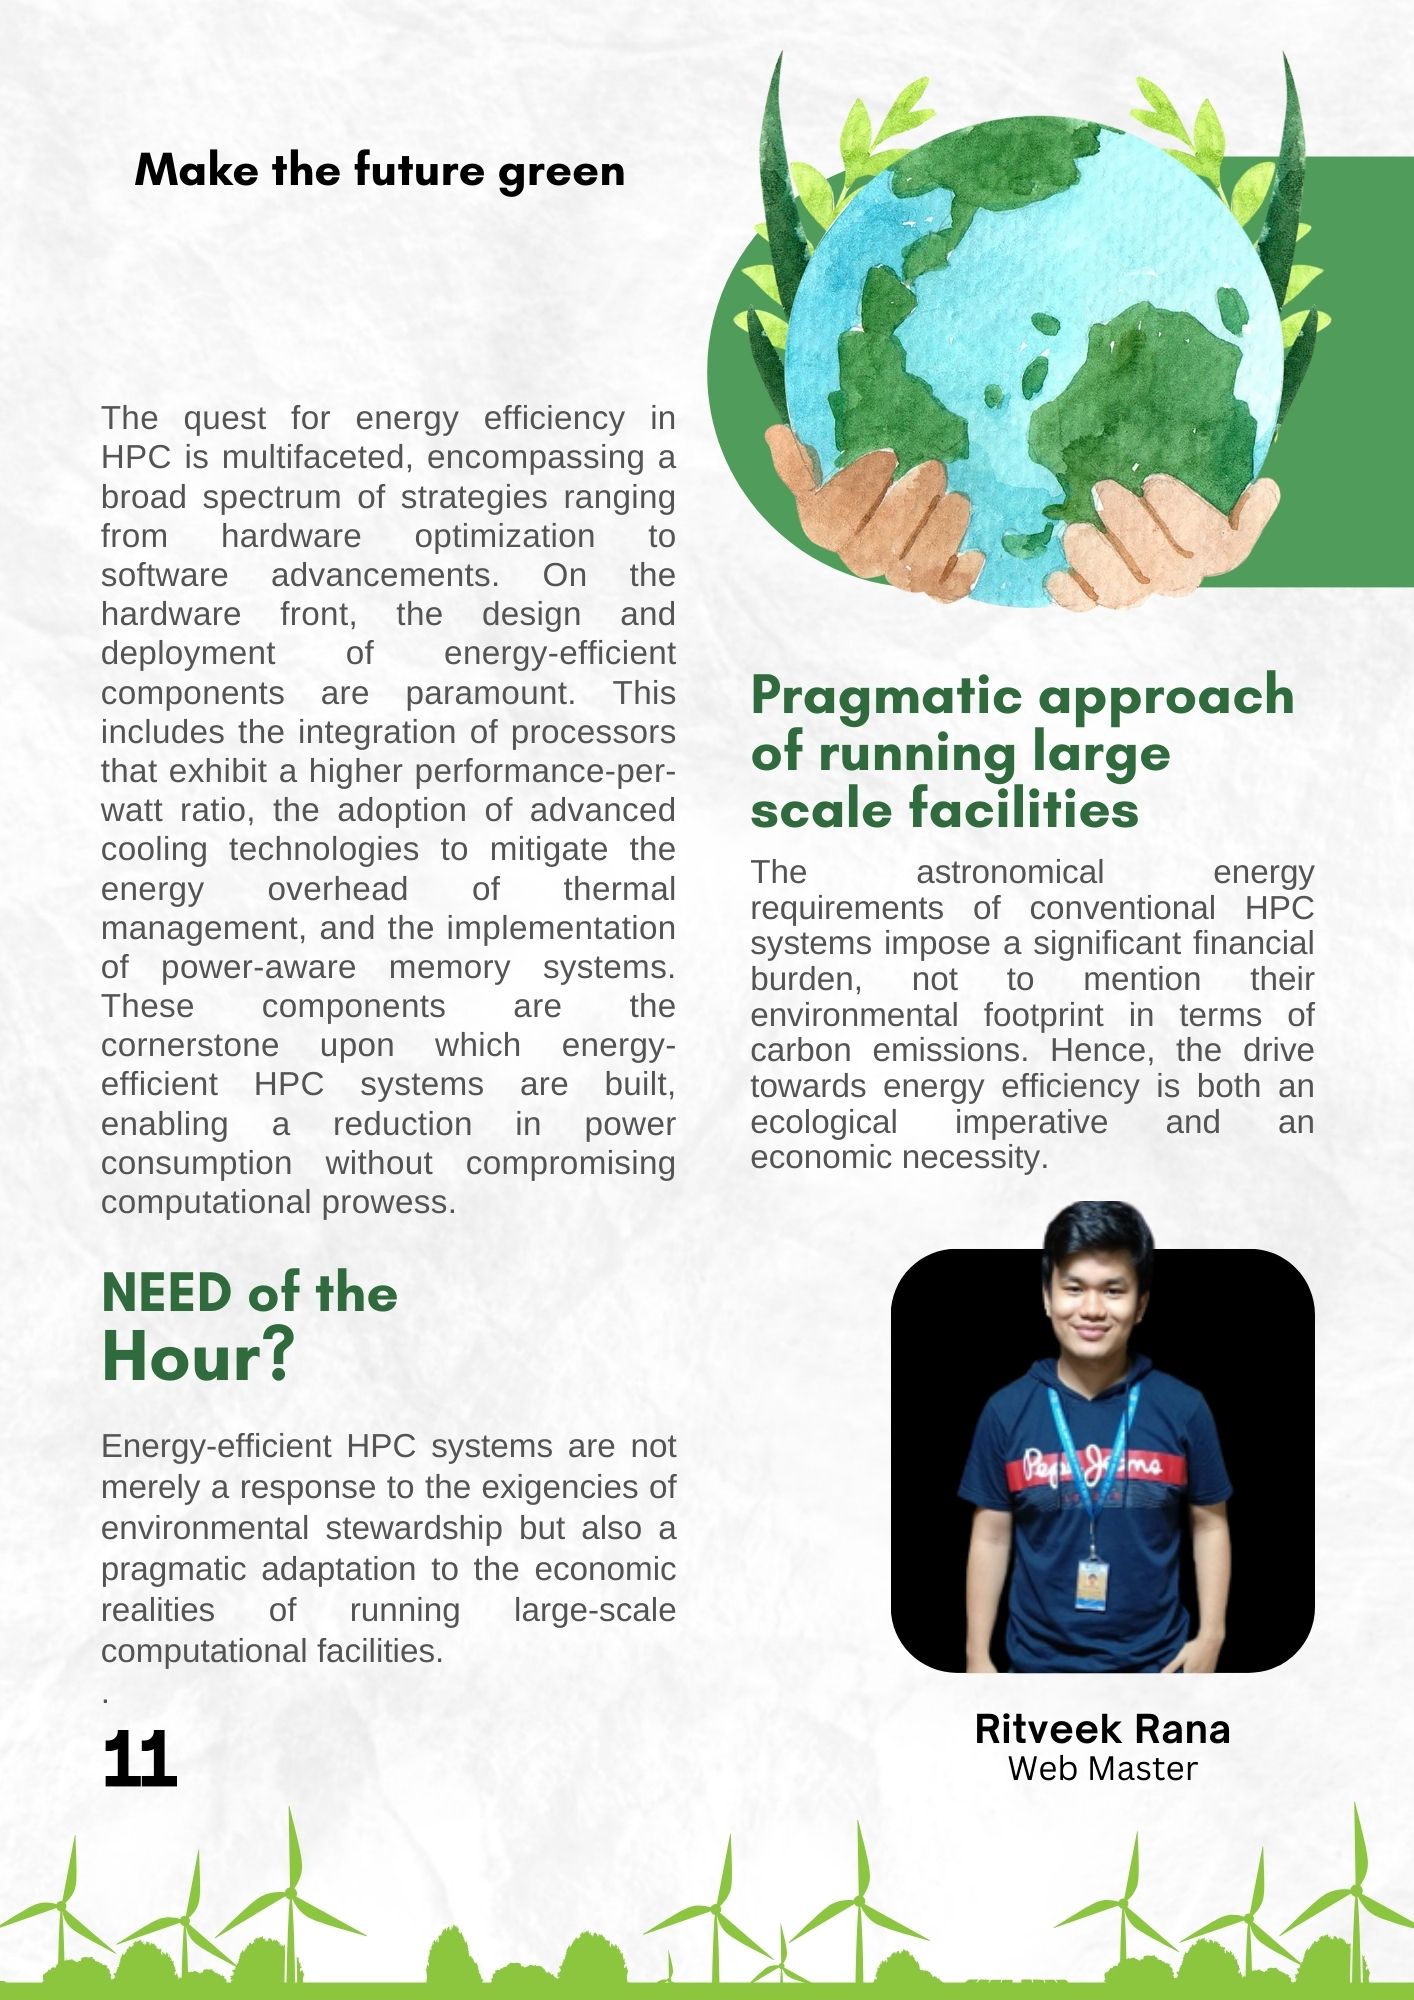 Make the future green
The quest for energy efficiency in
HPC is multifaceted, encompassing a
broad spectrum of strategies ranging
from hardware optimization to
software advancements. On the
hardware front, the design and
deployment of energy-efficient
components are paramount. This
includes the integration of processors
that exhibit a higher performance-per-
watt ratio, the adoption of advanced
cooling technologies to mitigate the
energy overhead of thermal
management, and the implementation
of power-aware memory systems.
These components are the
cornerstone upon which energy-
efficient HPC systems are built,
enabling a reduction in power
consumption without compromising
computational prowess.
NEED of the
Hour?
Energy-efficient HPC systems are not
merely a response to the exigencies of
environmental stewardship but also a
pragmatic adaptation to the economic
realities of running large-scale
computational facilities.
.
11
Pragmatic approach
of running large
scale facilities
The astronomical energy
requirements of conventional HPC
systems impose a significant financial
burden, not to mention their
environmental footprint in terms of
carbon emissions. Hence, the drive
towards energy efficiency is both an
ecological imperative and an
economic necessity.
Pepe Jeans
Ritveek Rana
Web Master